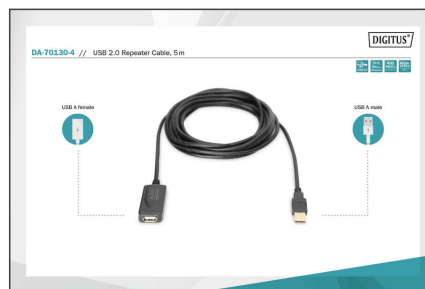 DIGITUS®
DA-70130-4 // USB 2.0 Repeater Cable, 5 m
USB A female
USB A male